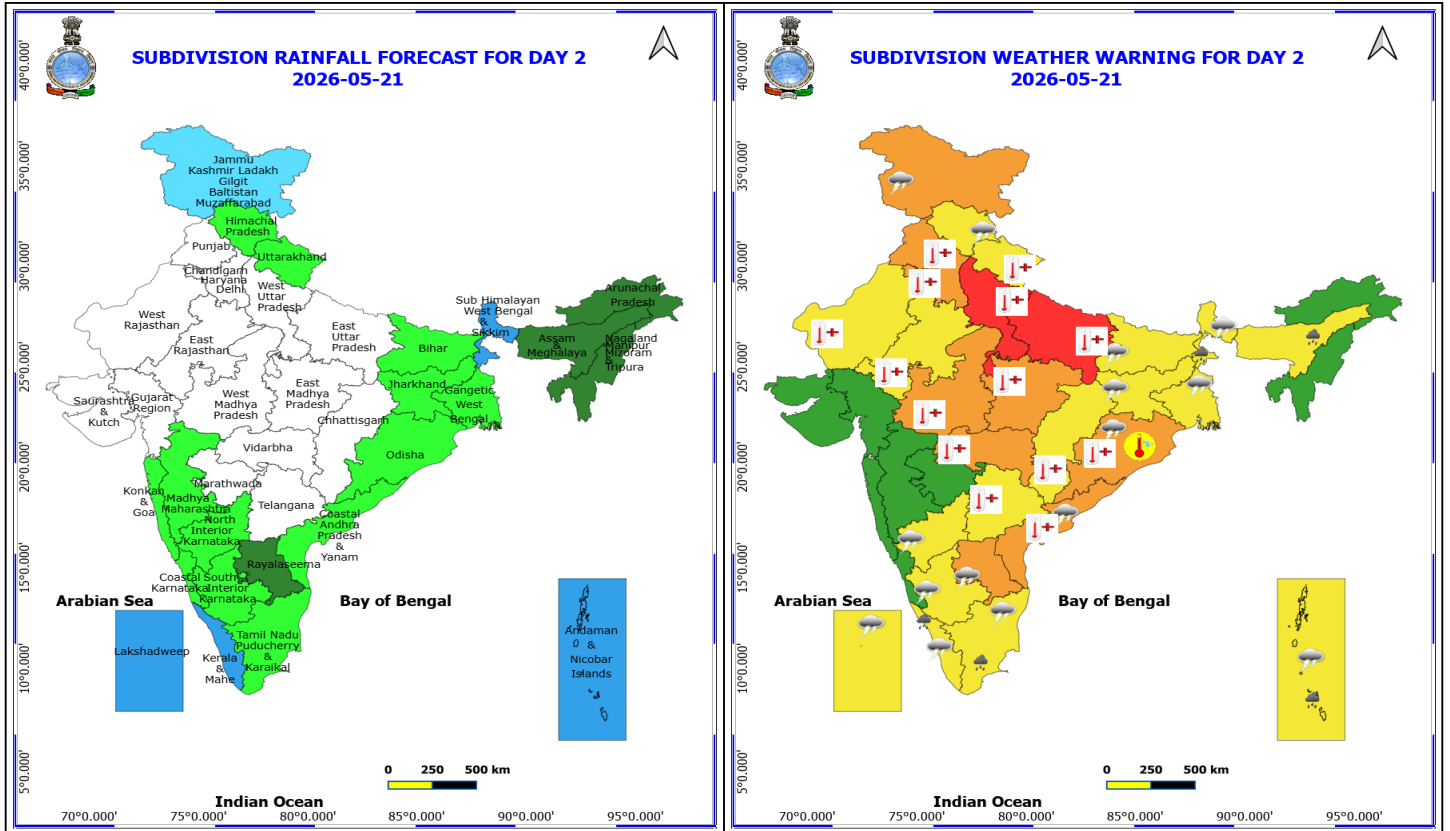 SUBDIVISION RAINFALL FORECAST FOR DAY 2
2026-05-21
40°0.000'
35°0.000'
30°0.000'
25°0.000'
20°0.000'
15°0.000'
10°0.000'
5°0.000'
Jammu
Kashmir Ladakh
Gilgit
Baltistan
Muzaffarabad
Himachal
Pradesh
Punjab
Uttarakhand
Chandigarh
Haryana
Delhi
West
Uttar
Pradesh
West
Rajasthan
East
Rajasthan
East
Uttar
Pradesh
Sub Himalayan
West Bengal
&
Sikkim
Arunachal
Pradesh
Assam
&
Meghalaya
Nagaland
Manipur
Mizoram
&
Tripura
Bihar
Jharkhand
Gangetic
West
Bengal
Saurashtra
&
Kutch
Gujarat
Region
West
Madhya
Pradesh
East
Madhya
Pradesh
Chhattisgarh
Vidarbha
Odisha
Konkan
&
Goa
Madhya
Maharashtra
Marathwada
Telangana
North
Interior
Karnataka
Coastal
Andhra
Pradesh
&
Yanam
Rayalaseema
Coastal
Karnataka
South
Interior
Karnataka
Tamil Nadu
Puducherry
&
Karaikal
Kerala
&
Mahe
Lakshadweep
Andaman
&
Nicobar
Islands
Arabian Sea
Bay of Bengal
Indian Ocean
0 250 500 km
70°0.000' 75°0.000' 80°0.000' 85°0.000' 90°0.000' 95°0.000'
SUBDIVISION WEATHER WARNING FOR DAY 2
2026-05-21
40°0.000'
35°0.000'
30°0.000'
25°0.000'
20°0.000'
15°0.000'
10°0.000'
5°0.000'
Arabian Sea
Bay of Bengal
Indian Ocean
0 250 500 km
70°0.000' 75°0.000' 80°0.000' 85°0.000' 90°0.000' 95°0.000'